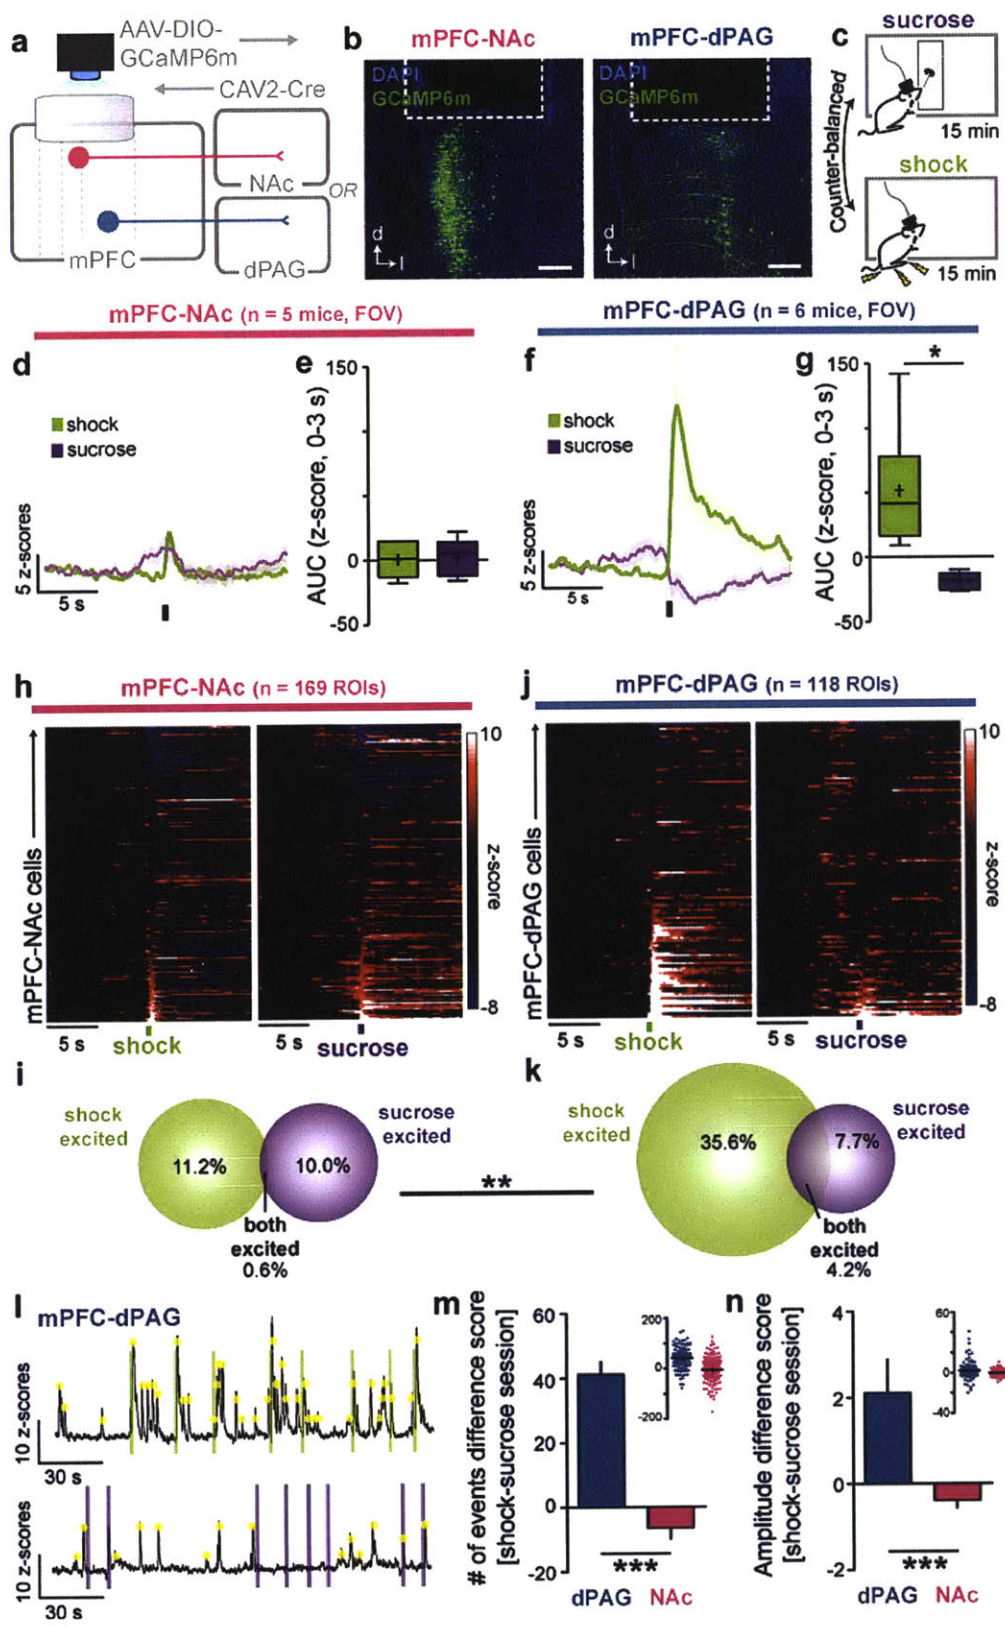 a
AAV-DIO-
GCaMP6m
CAV2-Cre
NAc
OR
mPFC
dPAG
b
mPFC-NAc
mPFC-dPAG
DAPI
GCaMP6m
d
l
DAPI
GCaMP6m
d
l
c
sucrose
15 min
Counter-balanced
shock
15 min
mPFC-NAc (n = 5 mice, FOV)
mPFC-dPAG (n = 6 mice, FOV)
d
shock
sucrose
5 z-scores
5 s
e
150
0
-50
AUC (z-score, 0-3 s)
f
shock
sucrose
5 z-scores
5 s
g
150
0
-50
AUC (z-score, 0-3 s)
*
h
mPFC-NAc (n = 169 ROIs)
mPFC-NAc cells
5 s
shock
5 s
sucrose
10
z-score
-8
j
mPFC-dPAG (n = 118 ROIs)
mPFC-dPAG cells
5 s
shock
5 s
sucrose
10
z-score
-8
i
shock
excited
sucrose
excited
11.2%
10.0%
both
excited
0.6%
**
k
shock
excited
sucrose
excited
35.6%
7.7%
both
excited
4.2%
l
mPFC-dPAG
10 z-scores
30 s
10 z-scores
30 s
m
# of events difference score
[shock-sucrose session]
60
40
20
0
-20
200
0
-200
***
dPAG NAc
n
Amplitude difference score
[shock-sucrose session]
4
2
0
-2
60
-40
***
dPAG NAc